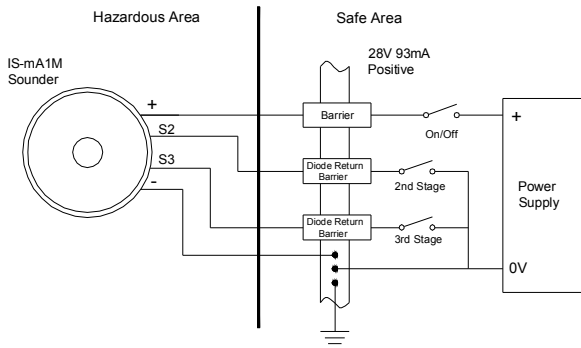 Hazardous Area
Safe Area
IS-mA1M
Sounder
28V 93mA
Positive
+
S2
S3
-
Barrier
On/Off
+
Diode Return
Barrier
2nd Stage
Power
Supply
Diode Return
Barrier
3rd Stage
0V